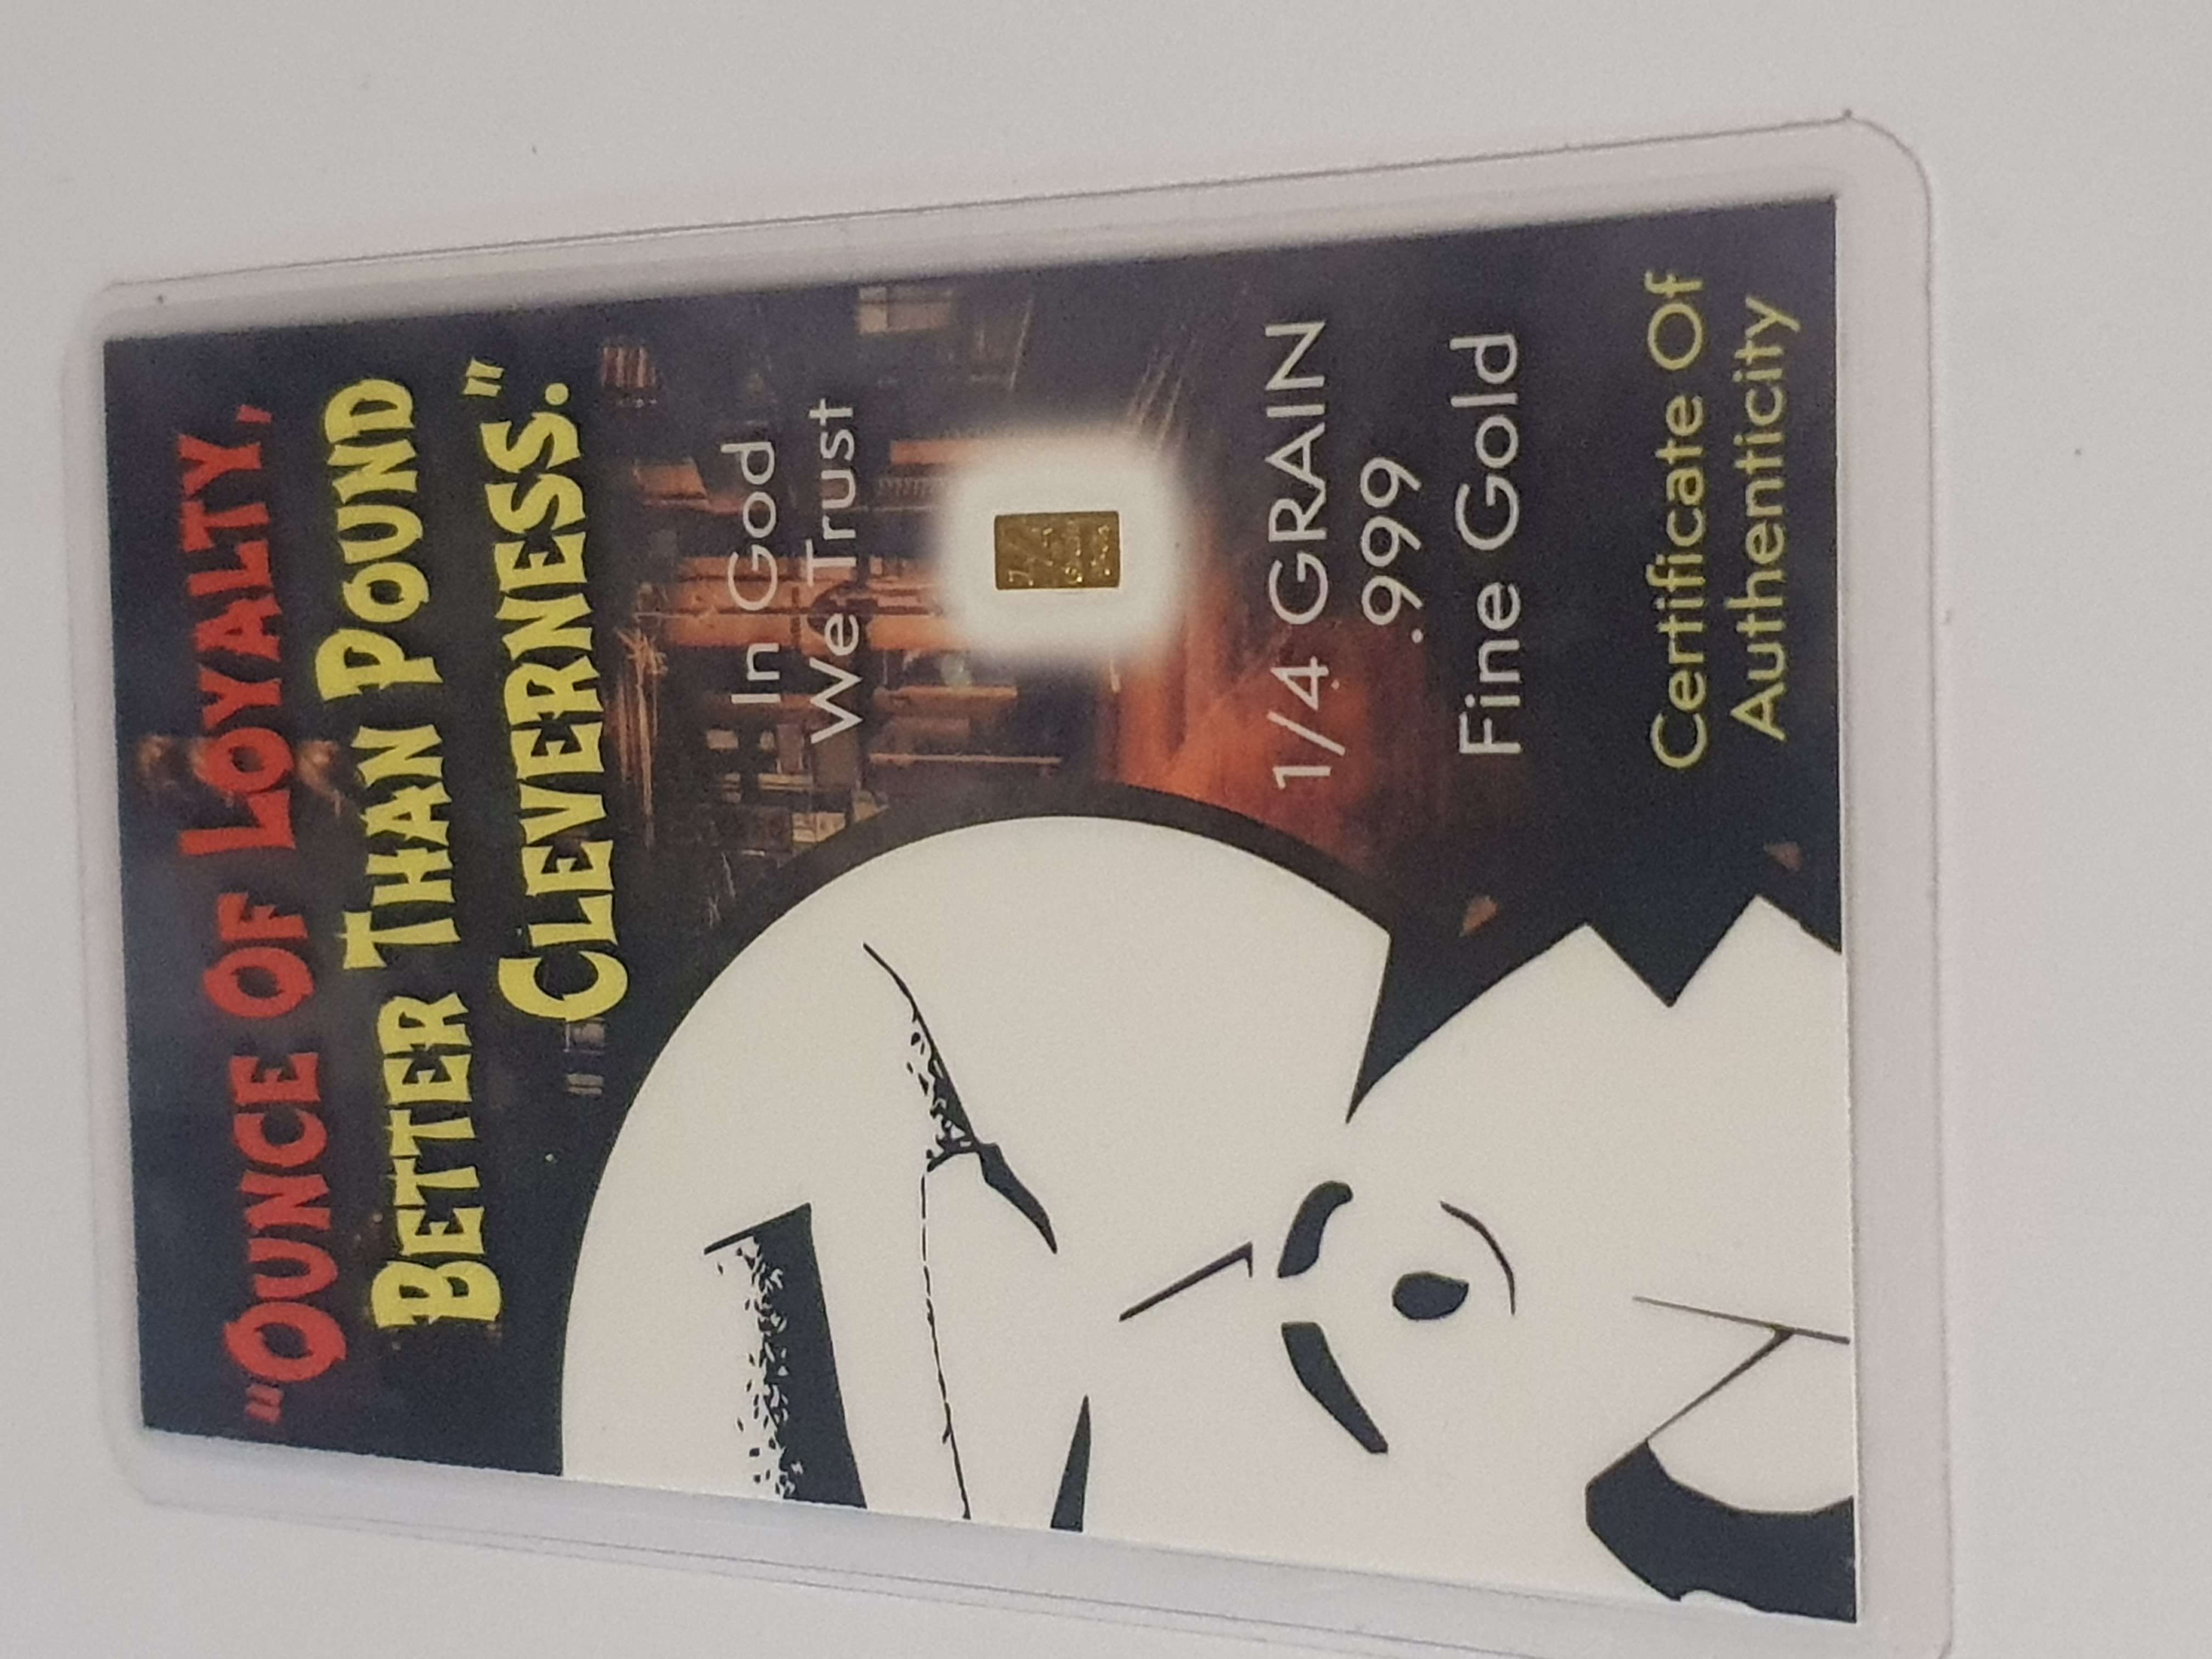 "OUNCE OF LOYALTY,
BETTER THAN POUND
CLEVERNESS."
In God
We Trust
1/4 GRAIN
.999
Fine Gold
Certificate Of
Authenticity